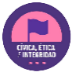 CÍVICA, ÉTICA
E INTEGRIDAD